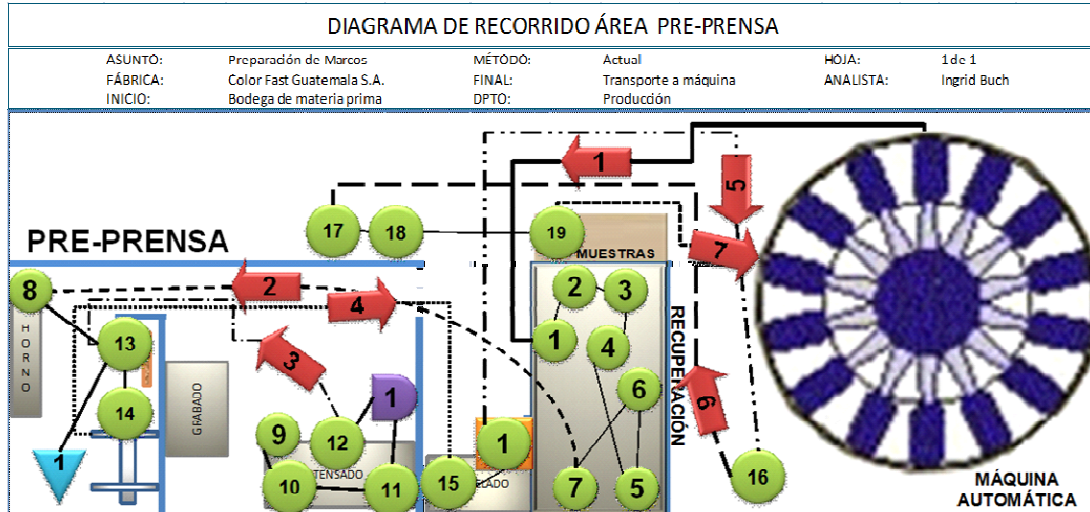 DIAGRAMA DE RECORRIDO ÁREA PRE-PRENSA
ASUNTO: Preparación de Marcos MÉTODO: Actual HOJA: 1 de 1
FÁBRICA: Color Fast Guatemala S.A. FINAL: Transporte a máquina ANALISTA: Ingrid Buch
INICIO: Bodega de materia prima DPTO: Producción
1
5
17
18
19
7
PRE-PRENSA
MUESTRAS
8
2
4
2
3
HORNO
13
3
1
4
RECUPERACIÓN
14
GRABADO
1
6
6
9
12
1
1
TENSADO
10
11
15
7
5
16
MÁQUINA
AUTOMÁTICA